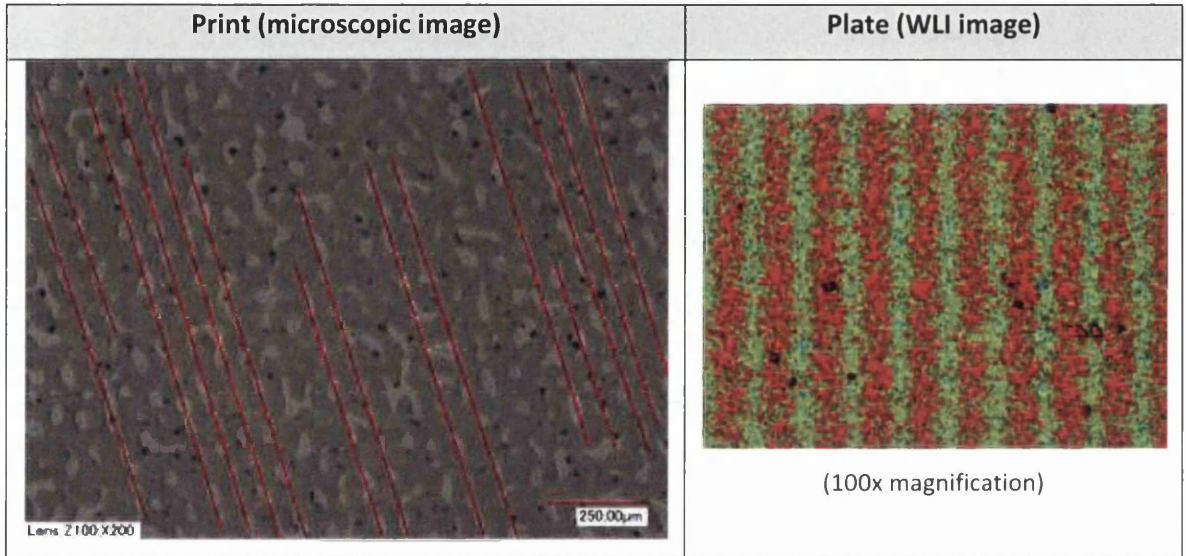 Print (microscopic image)
Plate (WLI image)
250.00µm
Lens Z100:X200
(100x magnification)